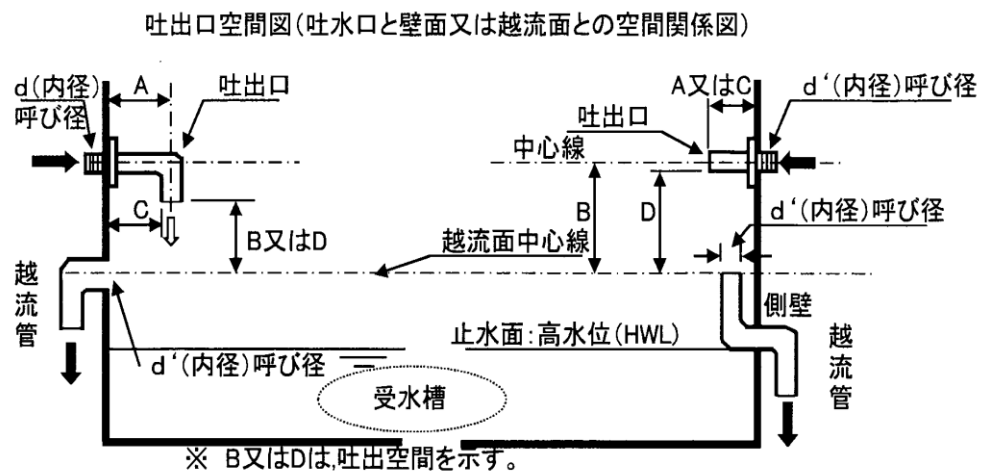 吐出口空間図(吐水口と壁面又は越流面との空間関係図)
d(内径)
呼び径
A
吐出口
A又はC
d‘(内径)呼び径
吐出口
中心線
C
B又はD
B
D
d‘(内径)呼び径
越流面中心線
越流管
側壁
止水面:高水位(HWL)
越流管
d‘(内径)呼び径
受水槽
※ B又はDは,吐出空間を示す。